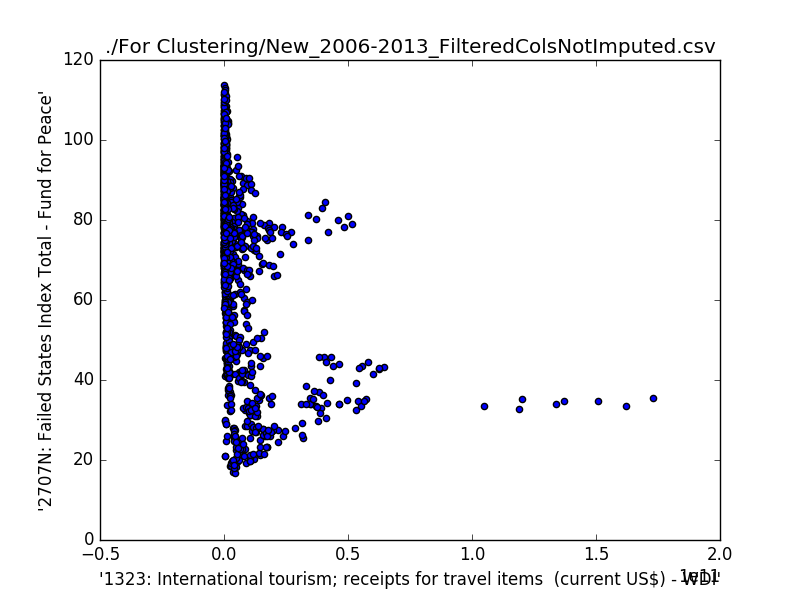 ./For Clustering/New_2006-2013_FilteredColsNotImputed.csv
120
100
80
60
40
20
0
'2707N: Failed States Index Total - Fund for Peace'
−0.5 0.0 0.5 1.0 1.5 2.0
1e11
'1323: International tourism; receipts for travel items (current US$) - WDI'